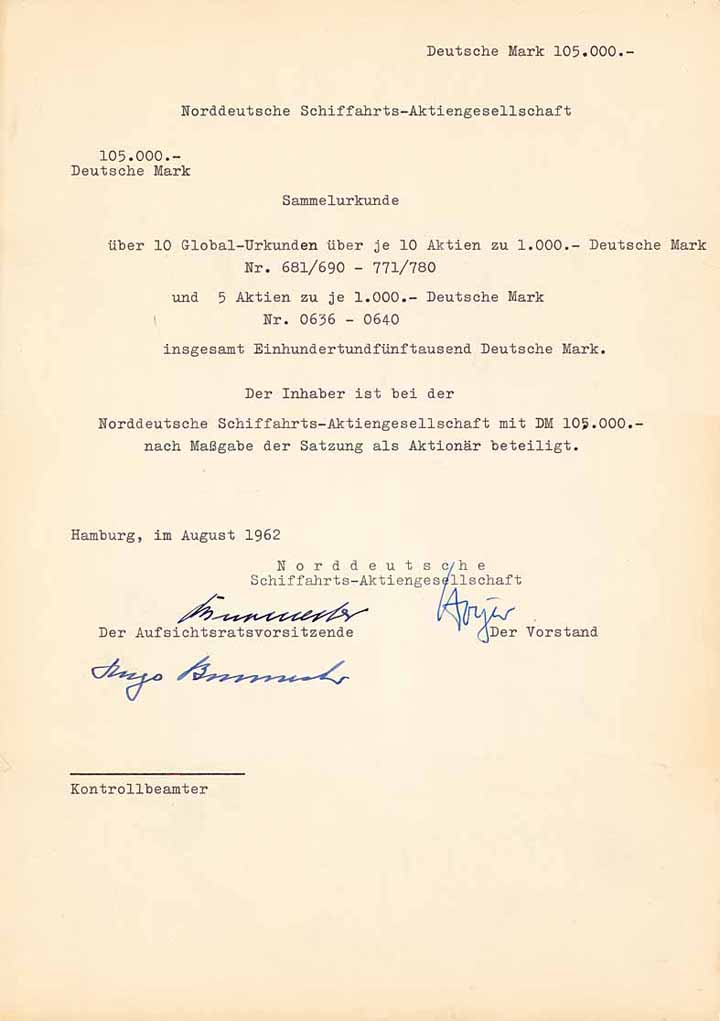 Deutsche Mark 105.000.-
Norddeutsche Schiffahrts-Aktiengesellschaft
105.000.-
Deutsche Mark
Sammelurkunde
über 10 Global-Urkunden über je 10 Aktien zu 1.000.- Deutsche Mark
Nr. 681/690 - 771/780
und 5 Aktien zu je 1.000.- Deutsche Mark
Nr. 0636 - 0640
insgesamt Einhundertundfünftausend Deutsche Mark.
Der Inhaber ist bei der
Norddeutsche Schiffahrts-Aktiengesellschaft mit DM 105.000.-
nach Maßgabe der Satzung als Aktionär beteiligt.
Hamburg, im August 1962
N o r d d e u t s c h e
Schiffahrts-Aktiengesellschaft
Der Aufsichtsratsvorsitzende Der Vorstand
Hugo
Kontrollbeamter